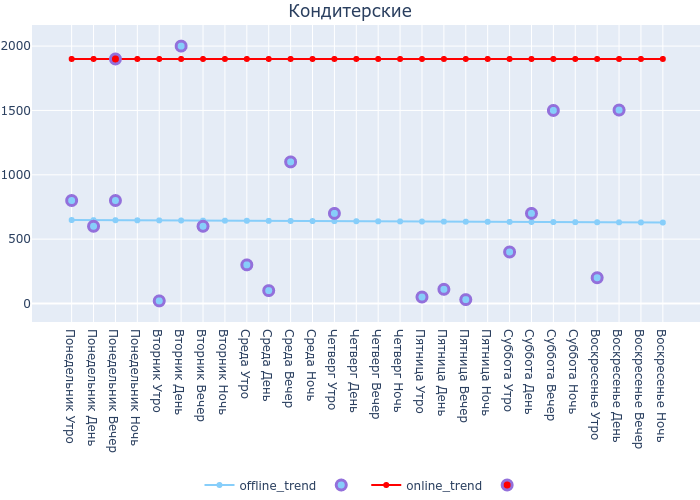 Кондитерские
2000
1500
1000
500
0
Понедельник Утро
Понедельник День
Понедельник Вечер
Понедельник Ночь
Вторник Утро
Вторник День
Вторник Вечер
Вторник Ночь
Среда Утро
Среда День
Среда Вечер
Среда Ночь
Четверг Утро
Четверг День
Четверг Вечер
Четверг Ночь
Пятница Утро
Пятница День
Пятница Вечер
Пятница Ночь
Суббота Утро
Суббота День
Суббота Вечер
Суббота Ночь
Воскресенье Утро
Воскресенье День
Воскресенье Вечер
Воскресенье Ночь
offline_trend online_trend